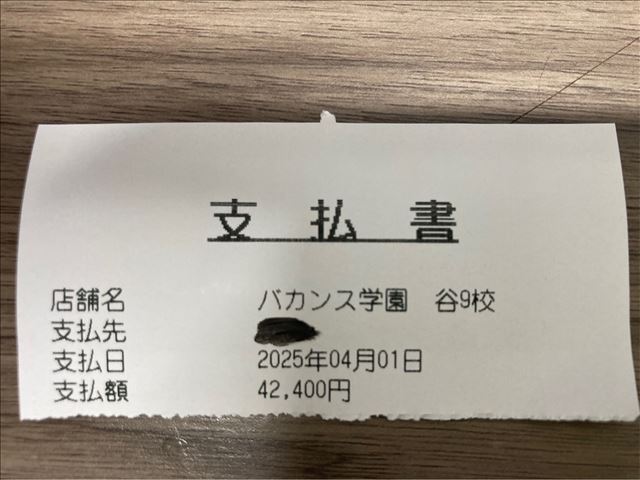 支払書
店舗名 バカンス学園 谷9校
支払先
支払日 2025年04月01日
支払額 42,400円